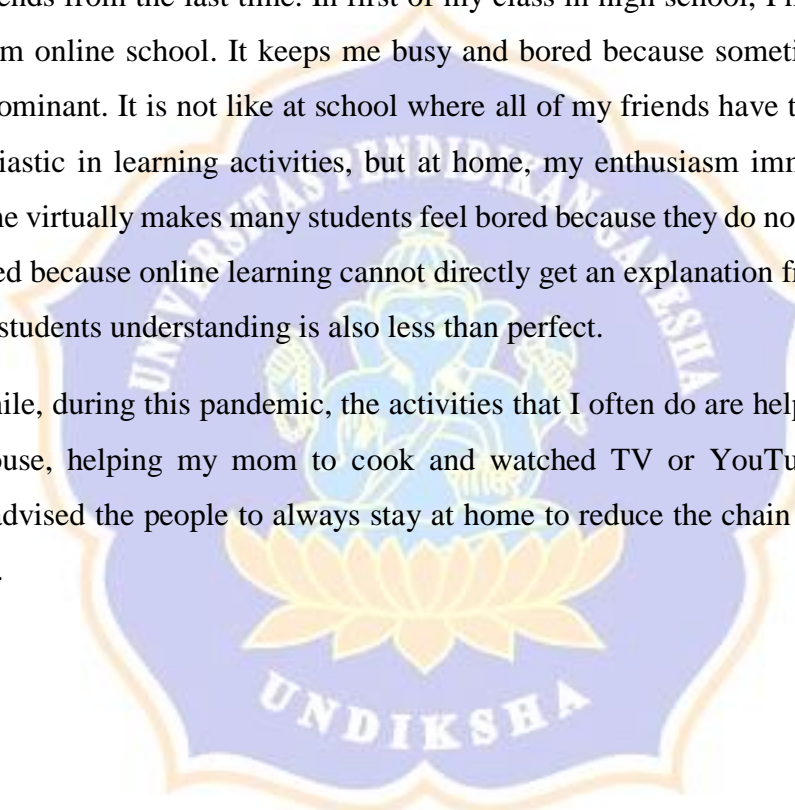 ends from the last time. In first of my class in high school, I
m online school. It keeps me busy and bored because someti
ominant. It is not like at school where all of my friends have t
iastic in learning activities, but at home, my enthusiasm imm
ne virtually makes many students feel bored because they do no
ed because online learning cannot directly get an explanation f
students understanding is also less than perfect.
ile, during this pandemic, the activities that I often do are help
ouse, helping my mom to cook and watched TV or YouTu
advised the people to always stay at home to reduce the chain
UNIVERSITAS PENDIDIKAN GANESHA
UNDIKSHA